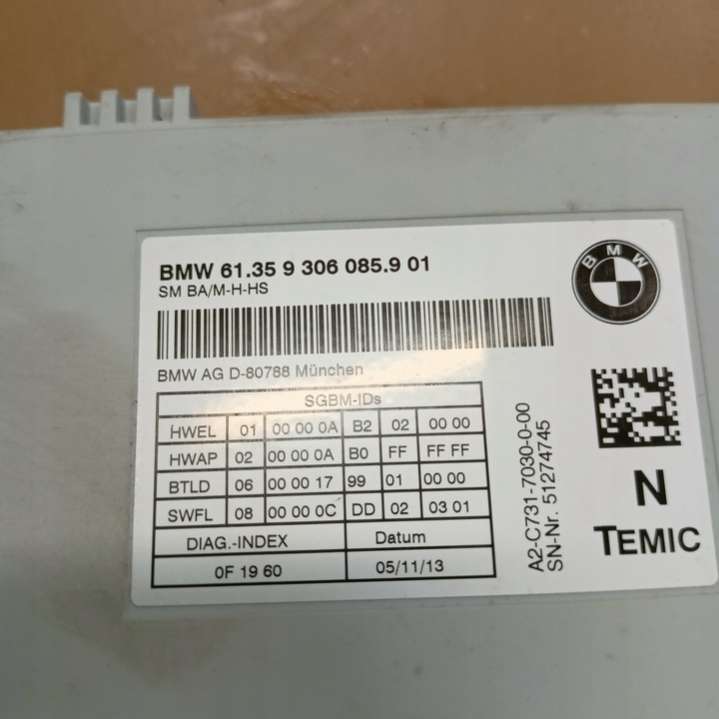 BMW 61.35 9 306 085.9 01
SM BA/M-H-HS
BMW
BMW AG D-80788 München
SGBM-IDs
HWEL 01 00 00 0A B2 02 00 00
HWAP 02 00 00 0A B0 FF FF FF
BTLD 06 00 00 17 99 01 00 00
SWFL 08 00 00 0C DD 02 03 01
DIAG.-INDEX Datum
0F 19 60 05/11/13
A2-C731-7030-0-00
SN-Nr. 51274745
N
TEMIC